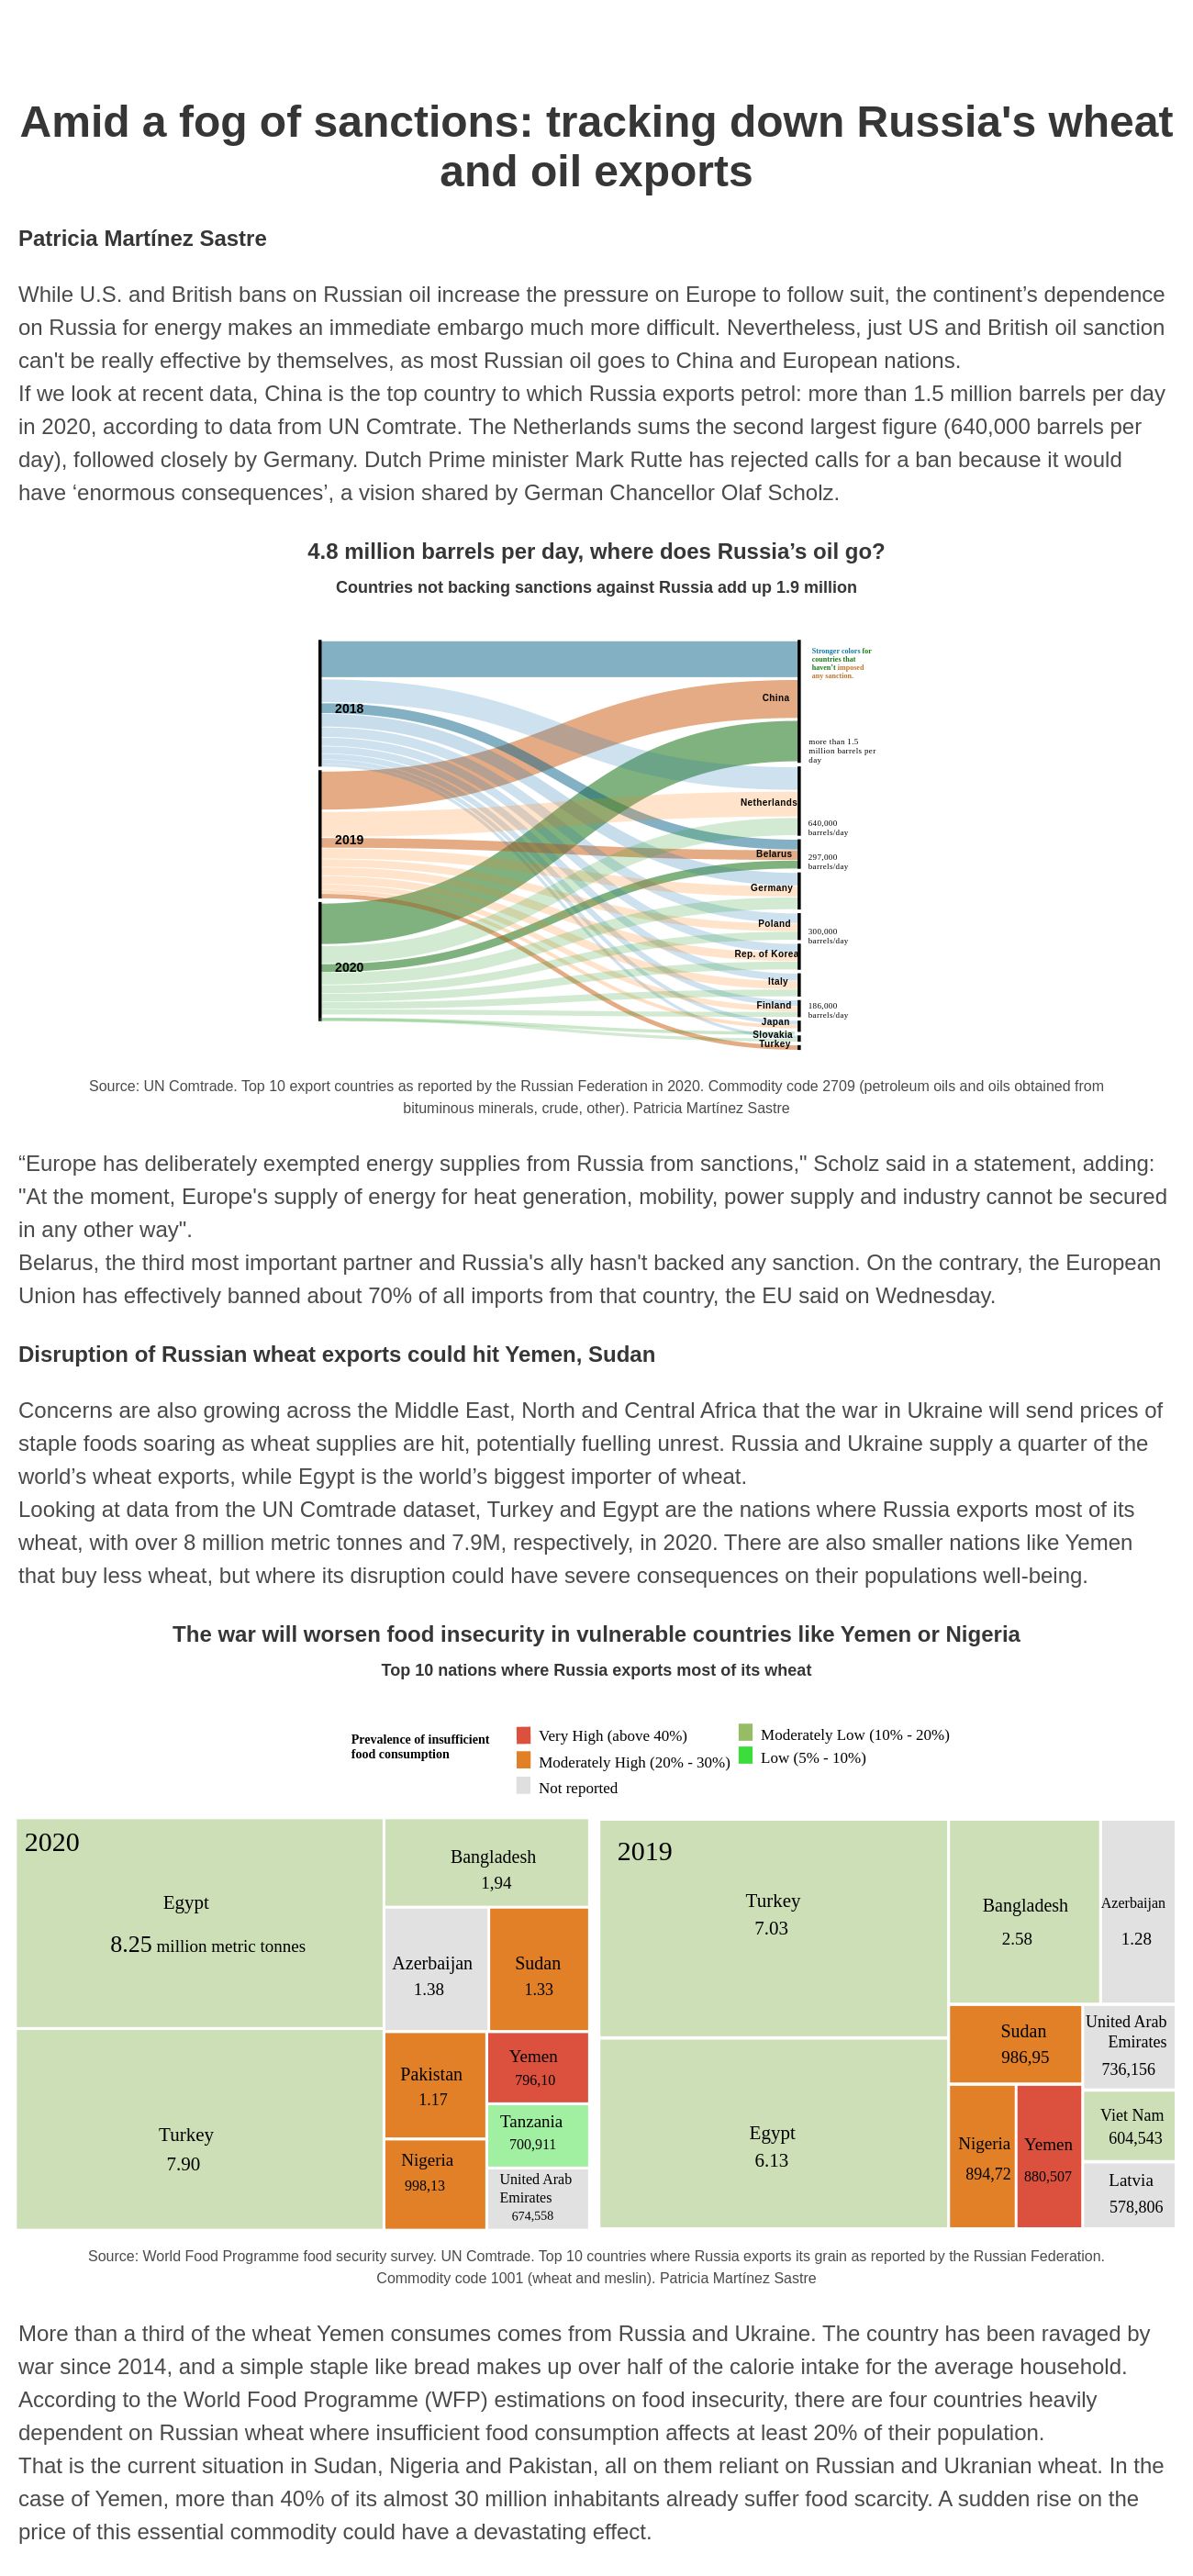 Amid a fog of sanctions: tracking down Russia's wheat
and oil exports
Patricia Martínez Sastre
While U.S. and British bans on Russian oil increase the pressure on Europe to follow suit, the continent’s dependence
on Russia for energy makes an immediate embargo much more difficult. Nevertheless, just US and British oil sanction
can't be really effective by themselves, as most Russian oil goes to China and European nations.
If we look at recent data, China is the top country to which Russia exports petrol: more than 1.5 million barrels per day
in 2020, according to data from UN Comtrate. The Netherlands sums the second largest figure (640,000 barrels per
day), followed closely by Germany. Dutch Prime minister Mark Rutte has rejected calls for a ban because it would
have ‘enormous consequences’, a vision shared by German Chancellor Olaf Scholz.
4.8 million barrels per day, where does Russia’s oil go?
Countries not backing sanctions against Russia add up 1.9 million
Stronger colors for
countries that
haven't imposed
any sanction.
China
2018
more than 1.5
million barrels per
day
Netherlands
640,000
barrels/day
2019
Belarus
297,000
barrels/day
Germany
Poland
300,000
barrels/day
Rep. of Korea
2020
Italy
Finland
186,000
barrels/day
Japan
Slovakia
Turkey
Source: UN Comtrade. Top 10 export countries as reported by the Russian Federation in 2020. Commodity code 2709 (petroleum oils and oils obtained from
bituminous minerals, crude, other). Patricia Martínez Sastre
“Europe has deliberately exempted energy supplies from Russia from sanctions," Scholz said in a statement, adding:
"At the moment, Europe's supply of energy for heat generation, mobility, power supply and industry cannot be secured
in any other way".
Belarus, the third most important partner and Russia's ally hasn't backed any sanction. On the contrary, the European
Union has effectively banned about 70% of all imports from that country, the EU said on Wednesday.
Disruption of Russian wheat exports could hit Yemen, Sudan
Concerns are also growing across the Middle East, North and Central Africa that the war in Ukraine will send prices of
staple foods soaring as wheat supplies are hit, potentially fuelling unrest. Russia and Ukraine supply a quarter of the
world’s wheat exports, while Egypt is the world’s biggest importer of wheat.
Looking at data from the UN Comtrade dataset, Turkey and Egypt are the nations where Russia exports most of its
wheat, with over 8 million metric tonnes and 7.9M, respectively, in 2020. There are also smaller nations like Yemen
that buy less wheat, but where its disruption could have severe consequences on their populations well-being.
The war will worsen food insecurity in vulnerable countries like Yemen or Nigeria
Top 10 nations where Russia exports most of its wheat
Prevalence of insufficient
food consumption
Very High (above 40%)
Moderately High (20% - 30%)
Not reported
Moderately Low (10% - 20%)
Low (5% - 10%)
2020
Egypt
8.25 million metric tonnes
Turkey
7.90
Bangladesh
1,94
Azerbaijan
1.38
Sudan
1.33
Pakistan
1.17
Nigeria
998,13
Yemen
796,10
Tanzania
700,911
United Arab
Emirates
674,558
2019
Turkey
7.03
Egypt
6.13
Bangladesh
2.58
Azerbaijan
1.28
Sudan
986,95
United Arab
Emirates
736,156
Nigeria
894,72
Yemen
880,507
Viet Nam
604,543
Latvia
578,806
Source: World Food Programme food security survey. UN Comtrade. Top 10 countries where Russia exports its grain as reported by the Russian Federation.
Commodity code 1001 (wheat and meslin). Patricia Martínez Sastre
More than a third of the wheat Yemen consumes comes from Russia and Ukraine. The country has been ravaged by
war since 2014, and a simple staple like bread makes up over half of the calorie intake for the average household.
According to the World Food Programme (WFP) estimations on food insecurity, there are four countries heavily
dependent on Russian wheat where insufficient food consumption affects at least 20% of their population.
That is the current situation in Sudan, Nigeria and Pakistan, all on them reliant on Russian and Ukranian wheat. In the
case of Yemen, more than 40% of its almost 30 million inhabitants already suffer food scarcity. A sudden rise on the
price of this essential commodity could have a devastating effect.